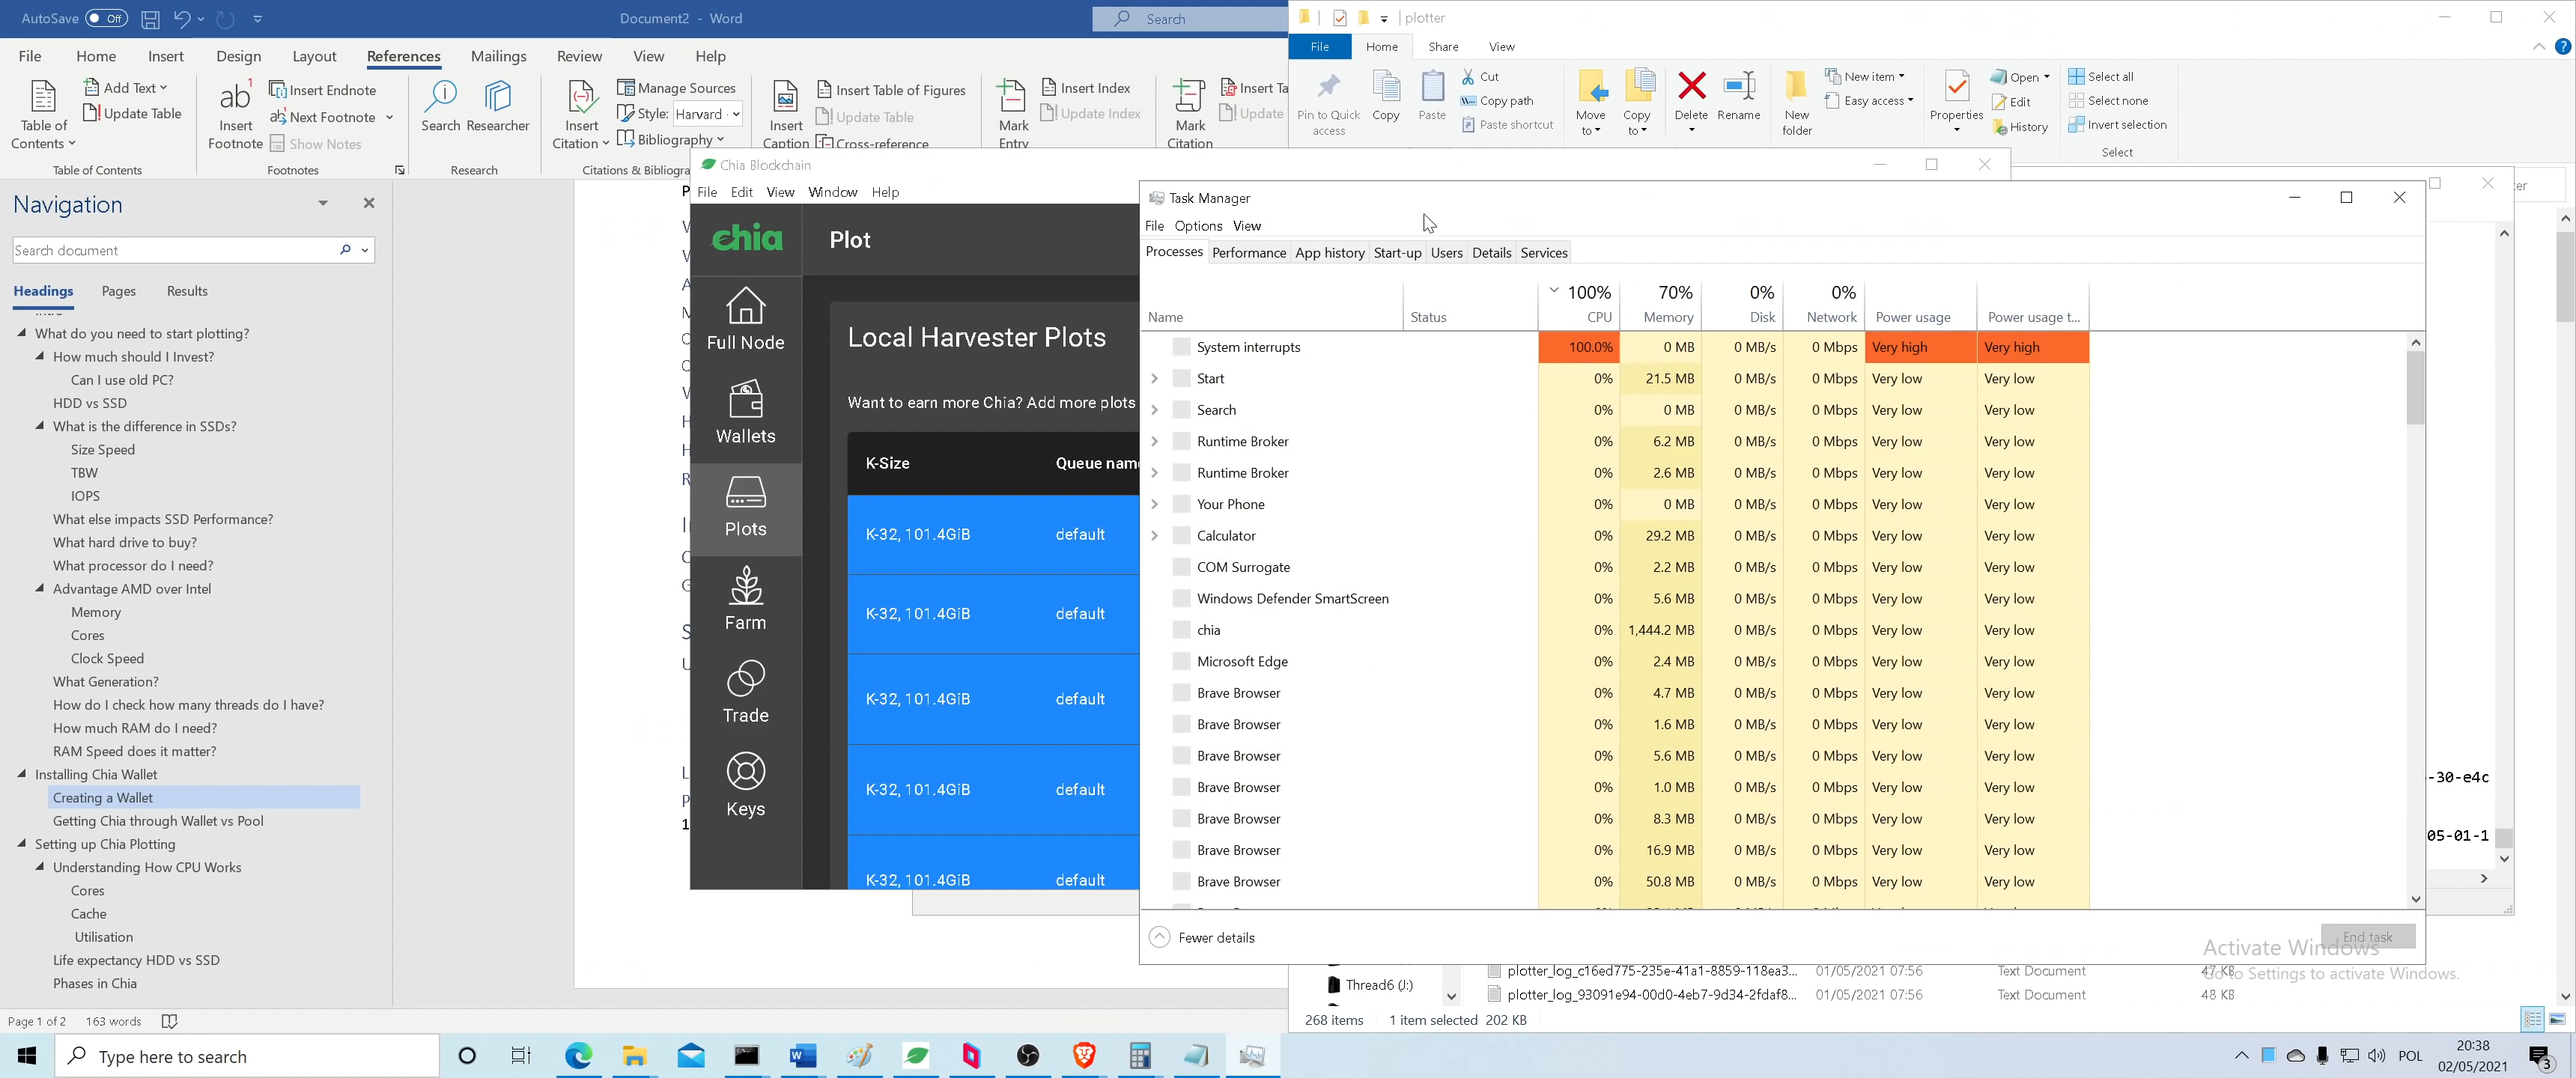 AutoSave Off
Document2 - Word
Search
File Home Insert Design Layout References Mailings Review View Help
Table of Contents
Add Text
Update Table
Table of Contents
ab 1
Insert Footnote
Insert Endnote
Next Footnote
Show Notes
Footnotes
Search
Researcher
Research
Insert Citation
Manage Sources
Style: Harvard
Bibliography
Citations & Bibliogra
Insert Caption
Insert Table of Figures
Update Table
Cross-reference
Mark Entry
Insert Index
Update Index
Mark Citation
Insert Ta
Update
plotter
File Home Share View
Pin to Quick access
Copy
Paste
Cut
Copy path
Paste shortcut
Move to
Copy to
Delete
Rename
New folder
New item
Easy access
Properties
Open
Edit
History
Select all
Select none
Invert selection
Select
Navigation
Search document
Headings Pages Results
What do you need to start plotting?
How much should I Invest?
Can I use old PC?
HDD vs SSD
What is the difference in SSDs?
Size Speed
TBW
IOPS
What else impacts SSD Performance?
What hard drive to buy?
What processor do I need?
Advantage AMD over Intel
Memory
Cores
Clock Speed
What Generation?
How do I check how many threads do I have?
How much RAM do I need?
RAM Speed does it matter?
Installing Chia Wallet
Creating a Wallet
Getting Chia through Wallet vs Pool
Setting up Chia Plotting
Understanding How CPU Works
Cores
Cache
Utilisation
Life expectancy HDD vs SSD
Phases in Chia
Page 1 of 2 163 words
Chia Blockchain
File Edit View Window Help
chia
Plot
Full Node
Wallets
Plots
Farm
Trade
Keys
Local Harvester Plots
Want to earn more Chia? Add more plots
K-Size Queue name
K-32, 101.4GiB default
K-32, 101.4GiB default
K-32, 101.4GiB default
K-32, 101.4GiB default
K-32, 101.4GiB default
Task Manager
File Options View
Processes Performance App history Start-up Users Details Services
100% 70% 0% 0%
Name Status CPU Memory Disk Network Power usage Power usage t...
System interrupts 100.0% 0 MB 0 MB/s 0 Mbps Very high Very high
Start 0% 21.5 MB 0 MB/s 0 Mbps Very low Very low
Search 0% 0 MB 0 MB/s 0 Mbps Very low Very low
Runtime Broker 0% 6.2 MB 0 MB/s 0 Mbps Very low Very low
Runtime Broker 0% 2.6 MB 0 MB/s 0 Mbps Very low Very low
Your Phone 0% 0 MB 0 MB/s 0 Mbps Very low Very low
Calculator 0% 29.2 MB 0 MB/s 0 Mbps Very low Very low
COM Surrogate 0% 2.2 MB 0 MB/s 0 Mbps Very low Very low
Windows Defender SmartScreen 0% 5.6 MB 0 MB/s 0 Mbps Very low Very low
chia 0% 1,444.2 MB 0 MB/s 0 Mbps Very low Very low
Microsoft Edge 0% 2.4 MB 0 MB/s 0 Mbps Very low Very low
Brave Browser 0% 4.7 MB 0 MB/s 0 Mbps Very low Very low
Brave Browser 0% 1.6 MB 0 MB/s 0 Mbps Very low Very low
Brave Browser 0% 5.6 MB 0 MB/s 0 Mbps Very low Very low
Brave Browser 0% 1.0 MB 0 MB/s 0 Mbps Very low Very low
Brave Browser 0% 8.3 MB 0 MB/s 0 Mbps Very low Very low
Brave Browser 0% 16.9 MB 0 MB/s 0 Mbps Very low Very low
Brave Browser 0% 50.8 MB 0 MB/s 0 Mbps Very low Very low
Fewer details
End task
-30-e4c
05-01-1
Activate Windows
Go to Settings to activate Windows.
Thread6 (J:)
plotter_log_c16ed775-235e-41a1-8859-118ea3... 01/05/2021 07:56 Text Document 47 KB
plotter_log_93091e94-00d0-4eb7-9d34-2fdaf8... 01/05/2021 07:56 Text Document 48 KB
268 items 1 item selected 202 KB
Type here to search
POL
20:38
02/05/2021
3